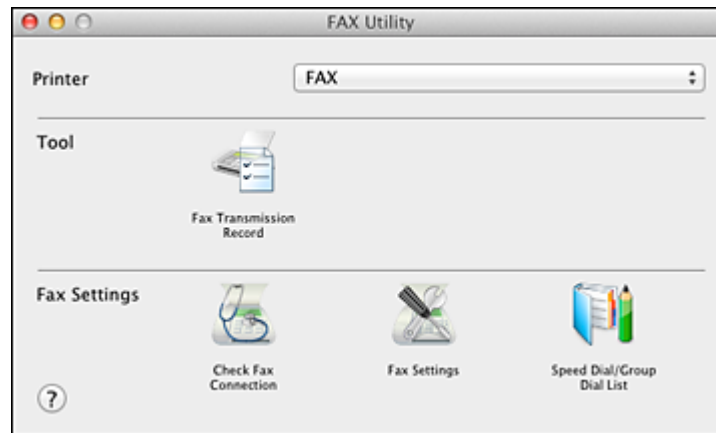 FAX Utility
Printer
FAX
Tool
Fax Transmission
Record
Fax Settings
Check Fax
Connection
Fax Settings
Speed Dial/Group
Dial List
?